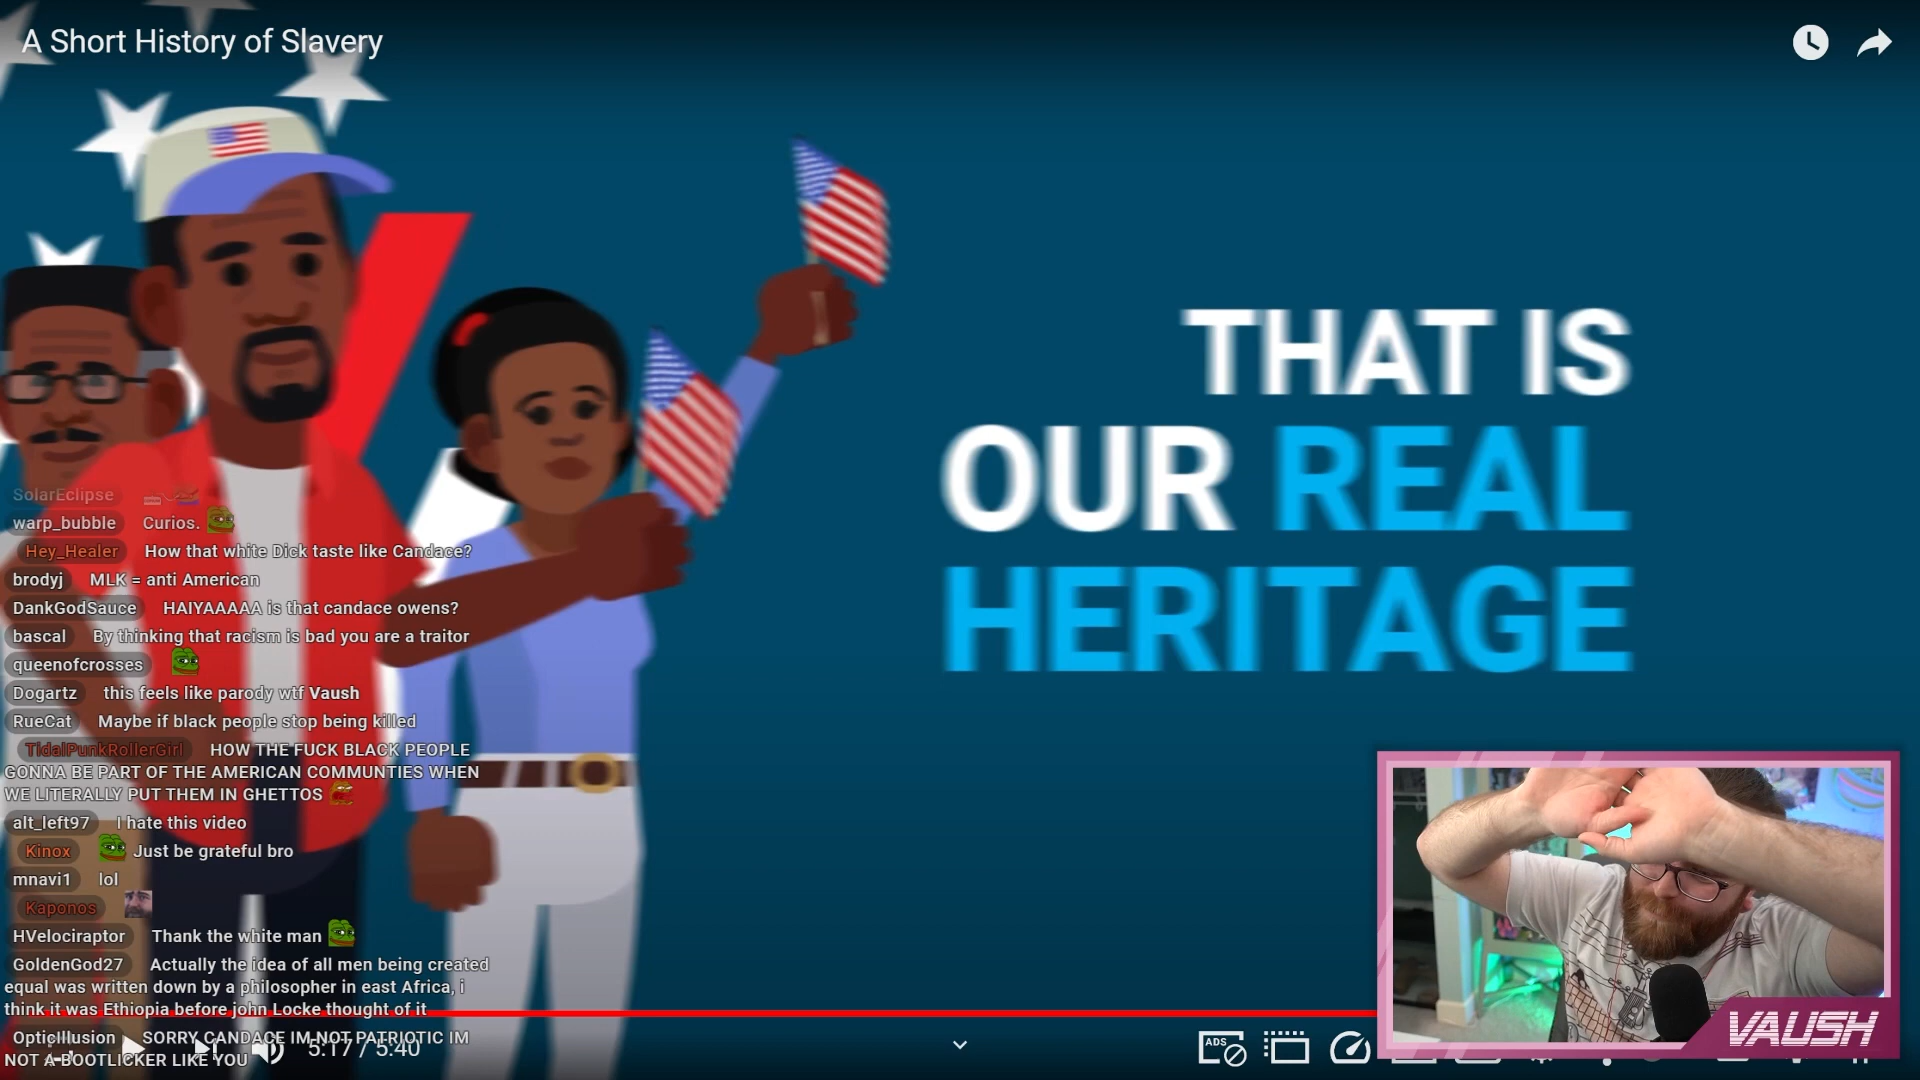 A Short History of Slavery
THAT IS
OUR REAL
HERITAGE
SolarEclipse
warp_bubble Curios.
Hey_Healer How that white Dick taste like Candace?
brodyj MLK = anti American
DankGodSauce HAIYAAAAA is that candace owens?
bascal By thinking that racism is bad you are a traitor
queenofcrosses
Dogartz this feels like parody wtf Vaush
RueCat Maybe if black people stop being killed
TidalPunkRollerGirl HOW THE FUCK BLACK PEOPLE
GONNA BE PART OF THE AMERICAN COMMUNTIES WHEN
WE LITERALLY PUT THEM IN GHETTOS
alt_left97 I hate this video
Kinox Just be grateful bro
mnavi1 lol
Kaponos
HVelociraptor Thank the white man
GoldenGod27 Actually the idea of all men being created
equal was written down by a philosopher in east Africa, i
think it was Ethiopia before john Locke thought of it
OpticIllusion SORRY CANDACE IM NOT PATRIOTIC IM
NOT A BOOTLICKER LIKE YOU
5:17 / 5:40
ADS
VAUSH